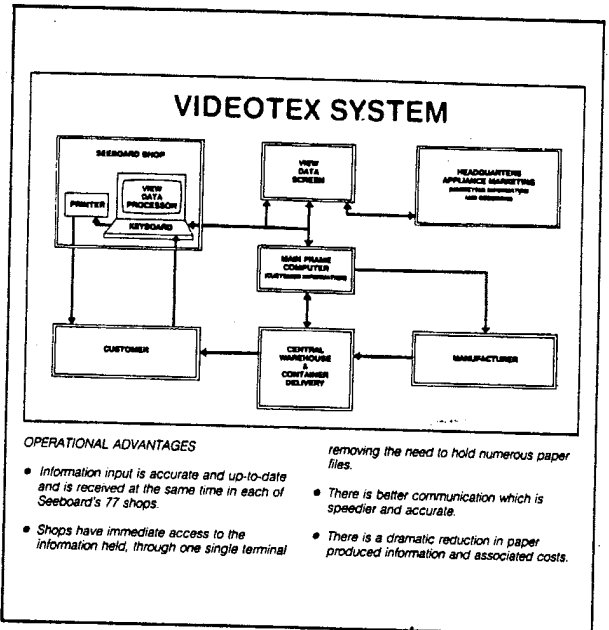 VIDEOTEX SYSTEM
SEEBOARD SHOP
PRINTER
VIEW
DATA
PROCESSOR
KEYBOARD
VIEW
DATA
SCREEN
HEADQUARTERS
APPLIANCE MARKETING
MAIN FRAME
COMPUTER
(CUSTOMER INFORMATION)
CUSTOMER
CENTRAL
WAREHOUSE
&
CONTAINER
DELIVERY
MANUFACTURER
OPERATIONAL ADVANTAGES
• Information input is accurate and up-to-date
and is received at the same time in each of
Seeboard's 77 shops.
• Shops have immediate access to the
information held, through one single terminal
removing the need to hold numerous paper
files.
• There is better communication which is
speedier and accurate.
• There is a dramatic reduction in paper
produced information and associated costs.